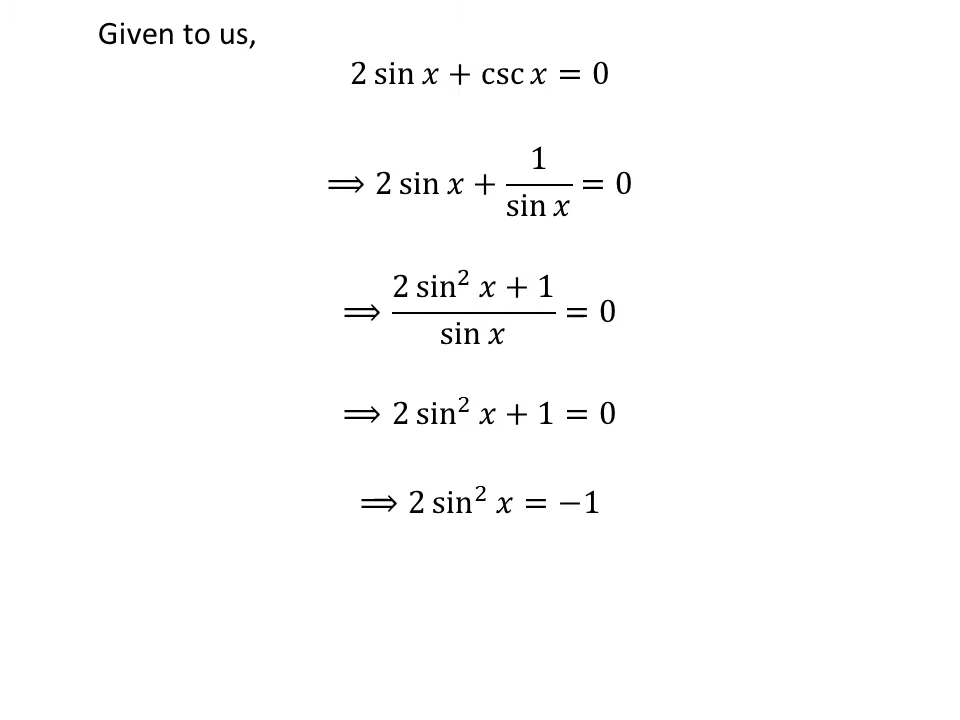 Given to us,
2 sin 𝑥 + csc 𝑥 = 0
⟹ 2 sin 𝑥 + 1/sin 𝑥 = 0
⟹ (2 sin² 𝑥 + 1)/sin 𝑥 = 0
⟹ 2 sin² 𝑥 + 1 = 0
⟹ 2 sin² 𝑥 = −1